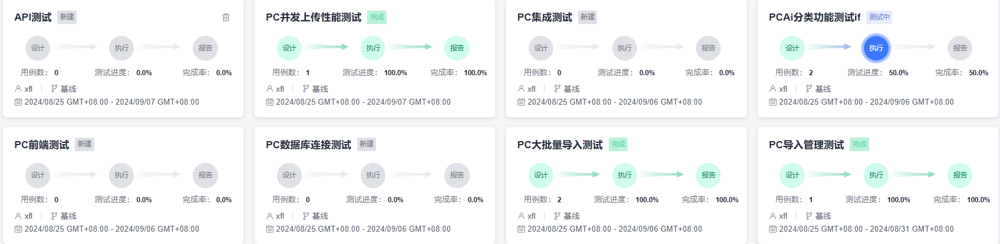 API测试 新建
设计 执行 报告
用例数： 0 测试进度： 0.0% 完成率： 0.0%
xfl 基线
2024/08/25 GMT+08:00 - 2024/09/07 GMT+08:00
PC并发上传性能测试 完成
设计 执行 报告
用例数： 1 测试进度： 100.0% 完成率： 100.0%
xfl 基线
2024/08/25 GMT+08:00 - 2024/09/07 GMT+08:00
PC集成测试 新建
设计 执行 报告
用例数： 0 测试进度： 0.0% 完成率： 0.0%
xfl 基线
2024/08/25 GMT+08:00 - 2024/09/06 GMT+08:00
PCAi分类功能测试if 测试中
设计 执行 报告
用例数： 2 测试进度： 50.0% 完成率： 50.0%
xfl 基线
2024/08/25 GMT+08:00 - 2024/09/06 GMT+08:00
PC前端测试 新建
设计 执行 报告
用例数： 0 测试进度： 0.0% 完成率： 0.0%
xfl 基线
2024/08/25 GMT+08:00 - 2024/09/06 GMT+08:00
PC数据库连接测试 新建
设计 执行 报告
用例数： 0 测试进度： 0.0% 完成率： 0.0%
xfl 基线
2024/08/25 GMT+08:00 - 2024/09/06 GMT+08:00
PC大批量导入测试 完成
设计 执行 报告
用例数： 2 测试进度： 100.0% 完成率： 100.0%
xfl 基线
2024/08/25 GMT+08:00 - 2024/09/06 GMT+08:00
PC导入管理测试 完成
设计 执行 报告
用例数： 1 测试进度： 100.0% 完成率： 100.0%
xfl 基线
2024/08/25 GMT+08:00 - 2024/08/31 GMT+08:00